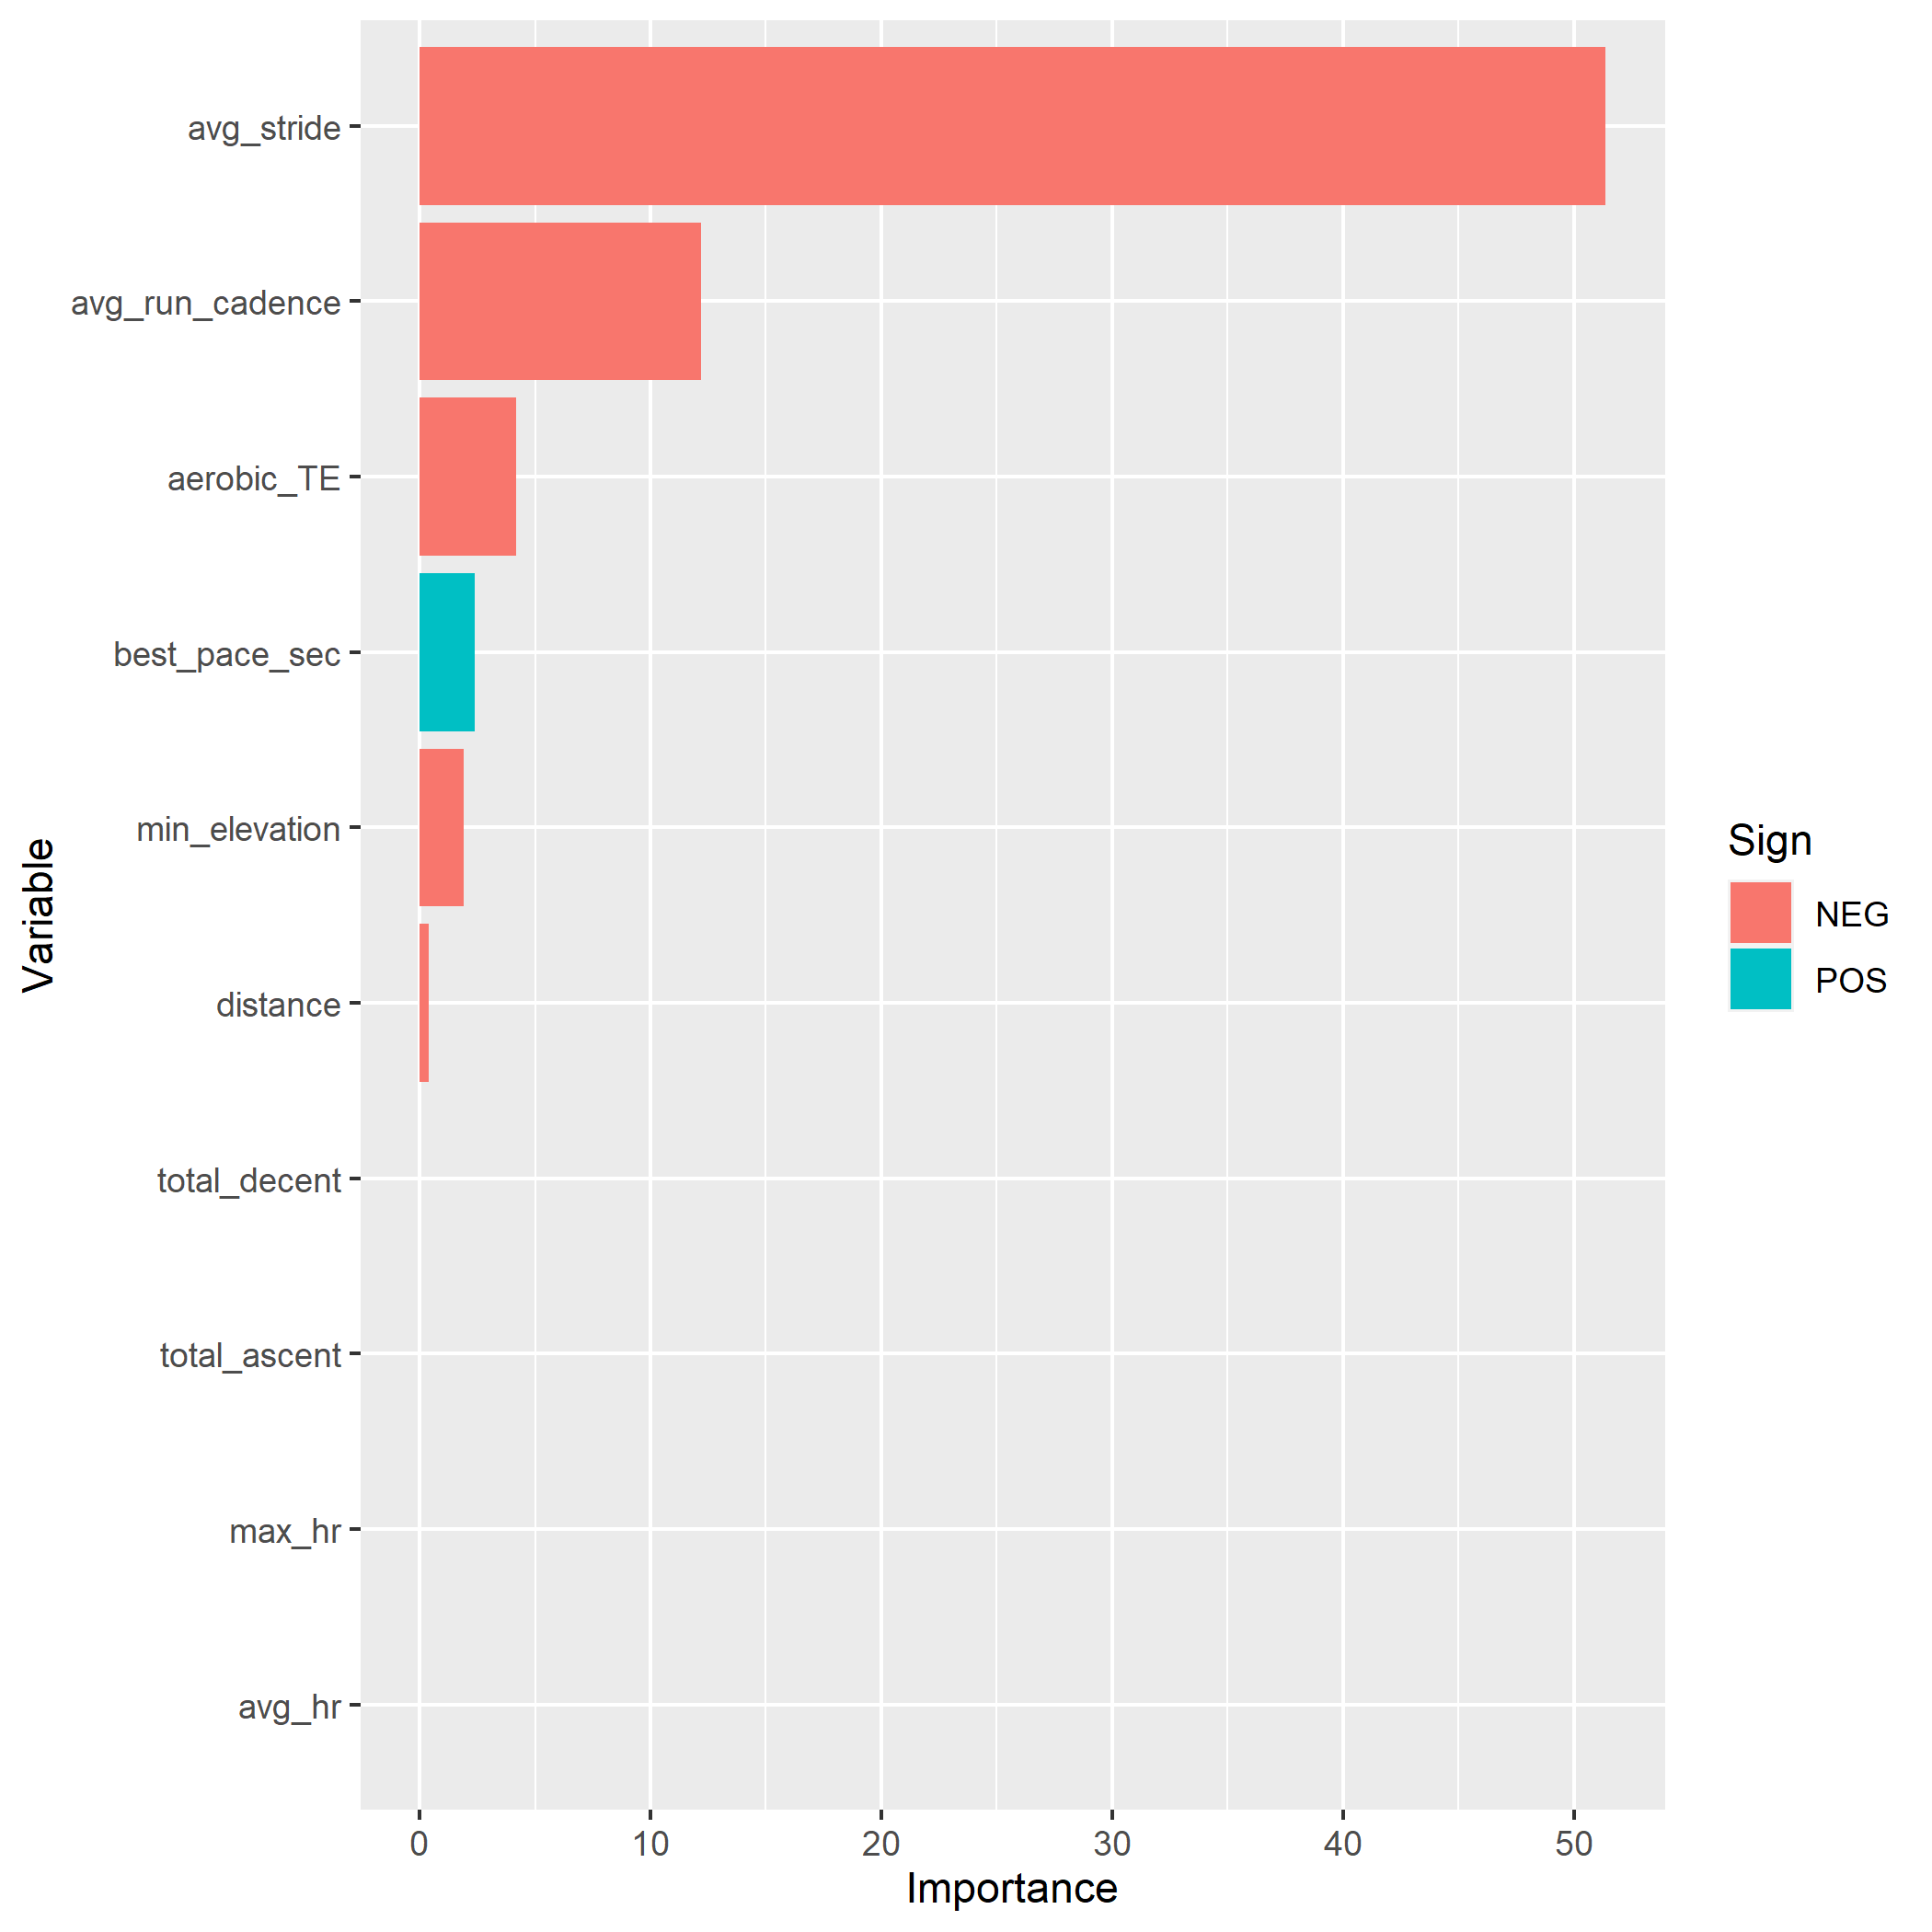 avg_stride
avg_run_cadence
aerobic_TE
best_pace_sec
min_elevation
distance
total_decent
total_ascent
max_hr
avg_hr
Variable
0 10 20 30 40 50
Importance
Sign
NEG
POS